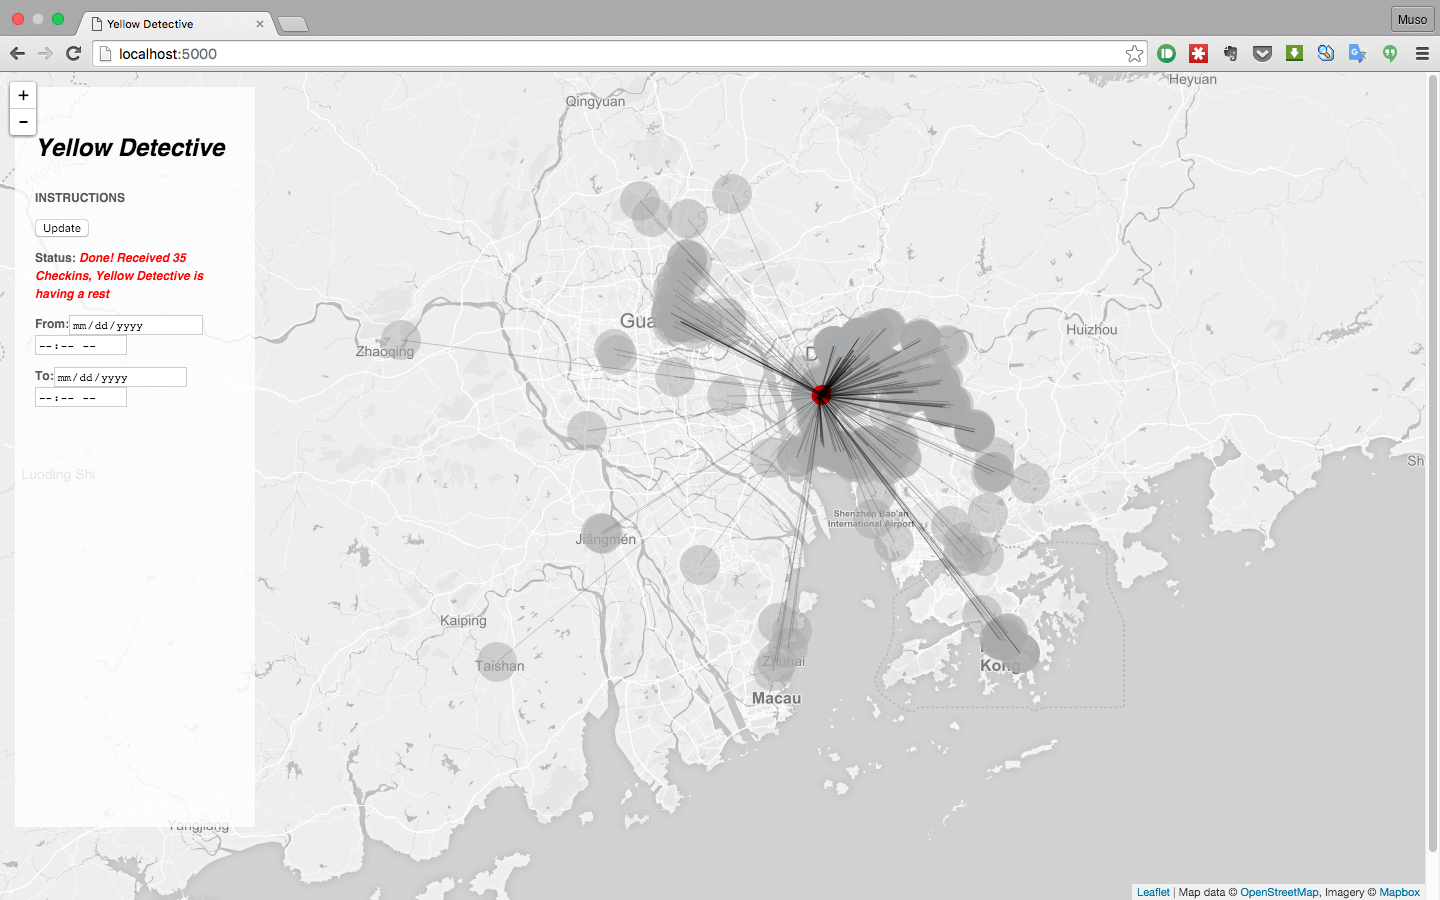 Yellow Detective
Muso
localhost:5000
+
−
Yellow Detective
INSTRUCTIONS
Update
Status: Done! Received 35
Checkins, Yellow Detective is
having a rest
From: mm/dd/yyyy
--:-- --
To: mm/dd/yyyy
--:-- --
Heyuan
Qingyuan
Gua
D
Huizhou
Zhaoqing
Luoding Shi
Sh
Shenzhen Bao'an
International Airport
Jiangmén
Kaiping
Taishan
Zhuhai
Kong
Macau
Yangjiang
Leaflet | Map data © OpenStreetMap, Imagery © Mapbox